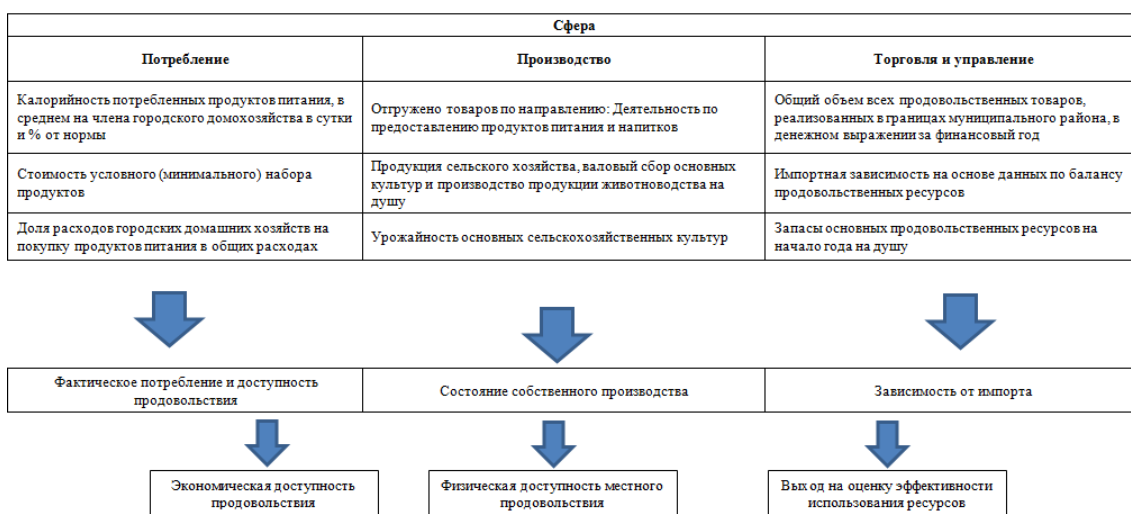 Сфера
Потребление
Производство
Торговля и управление
Калорийность потребленных продуктов питания, в
среднем на члена городского домохозяйства в сутки
и % от нормы
Отгружено товаров по направлению: Деятельность по
предоставлению продуктов питания и напитков
Общий объем всех продовольственных товаров,
реализованных в границах муниципального района, в
денежном выражении за финансовый год
Стоимость условного (минимального) набора
продуктов
Продукция сельского хозяйства, валовый сбор основных
культур и производство продукции животноводства на
душу
Импортная зависимость на основе данных по балансу
продовольственных ресурсов
Доля расходов городских домашних хозяйств на
покупку продуктов питания в общих расходах
Урожайность основных сельскохозяйственных культур
Запасы основных продовольственных ресурсов на
начало года на душу
Фактическое потребление и доступность
продовольствия
Состояние собственного производства
Зависимость от импорта
Экономическая доступность
продовольствия
Физическая доступность местного
продовольствия
Выход на оценку эффективности
использования ресурсов